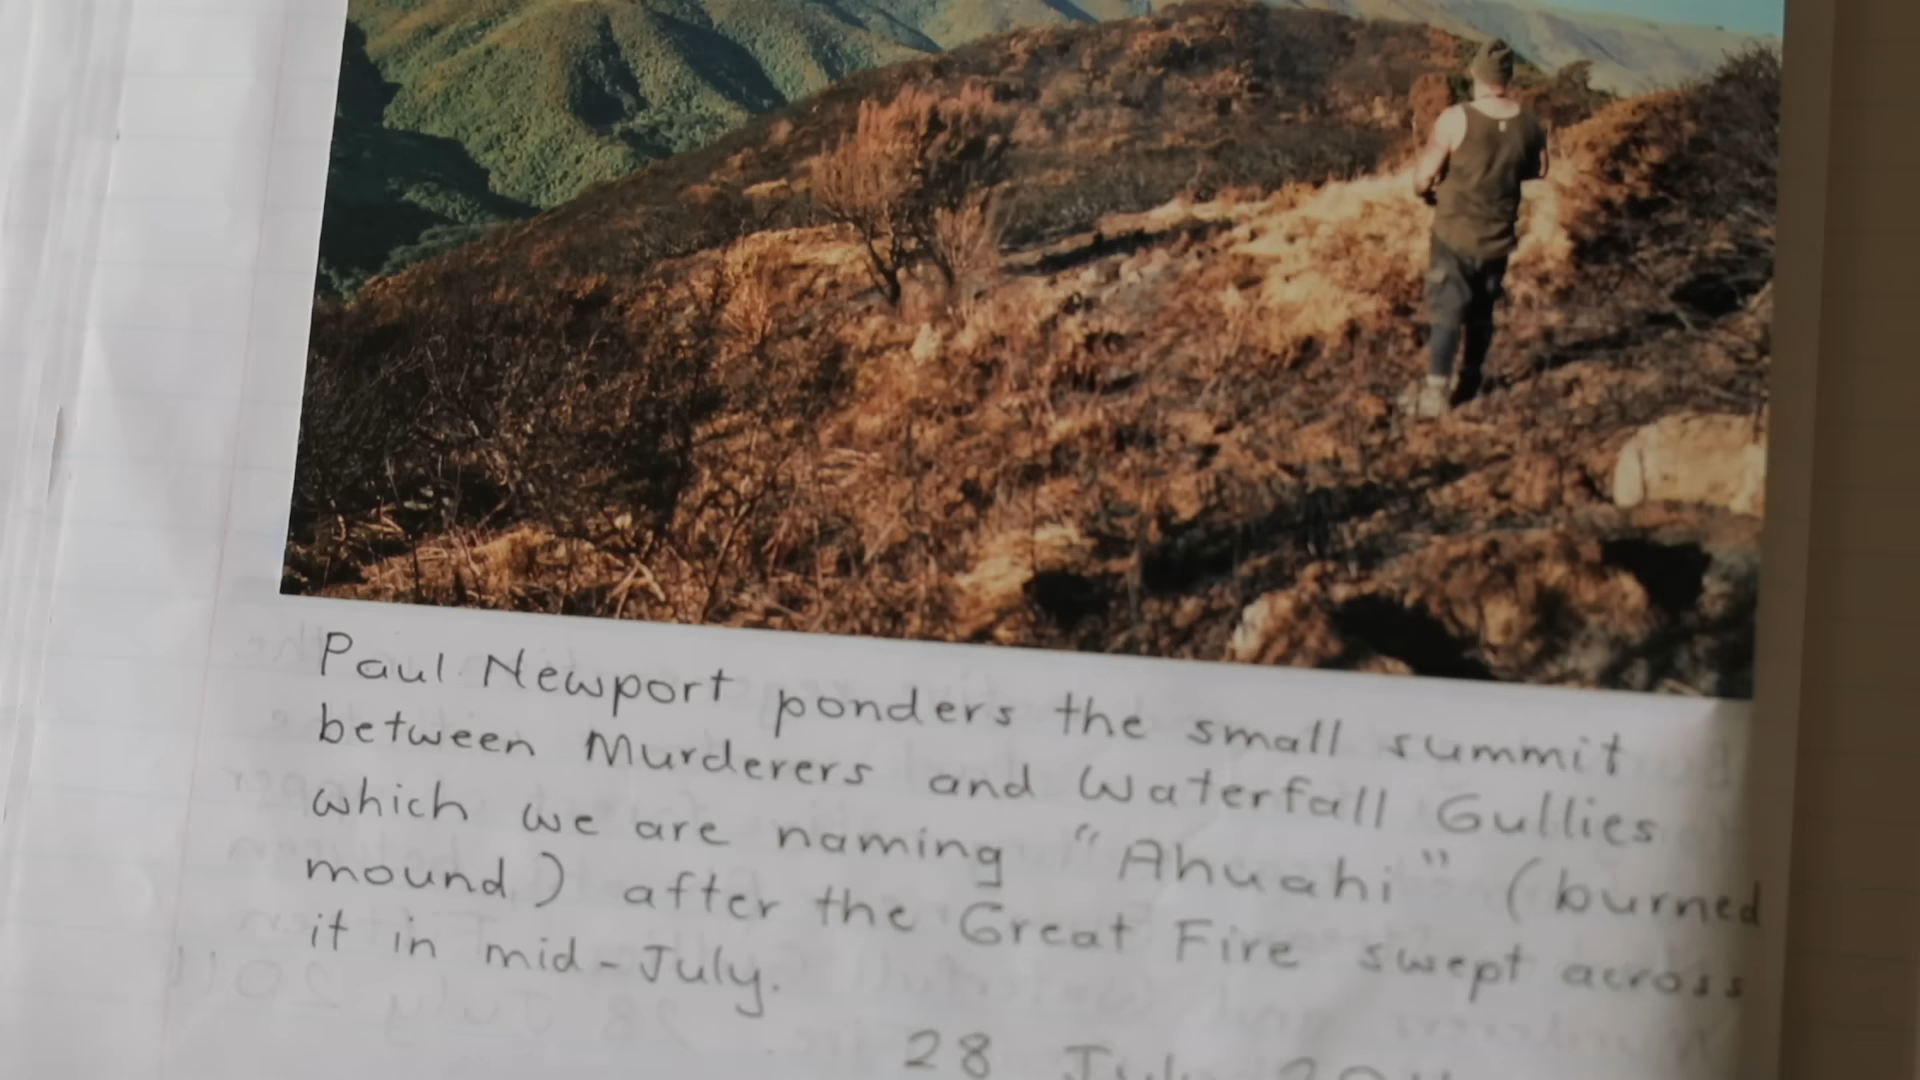 Paul Newport ponders the small summit
between Murderers and Waterfall Gullies
which we are naming "Ahuahi" (burned
mound) after the Great Fire swept across
it in mid-July.
28 July